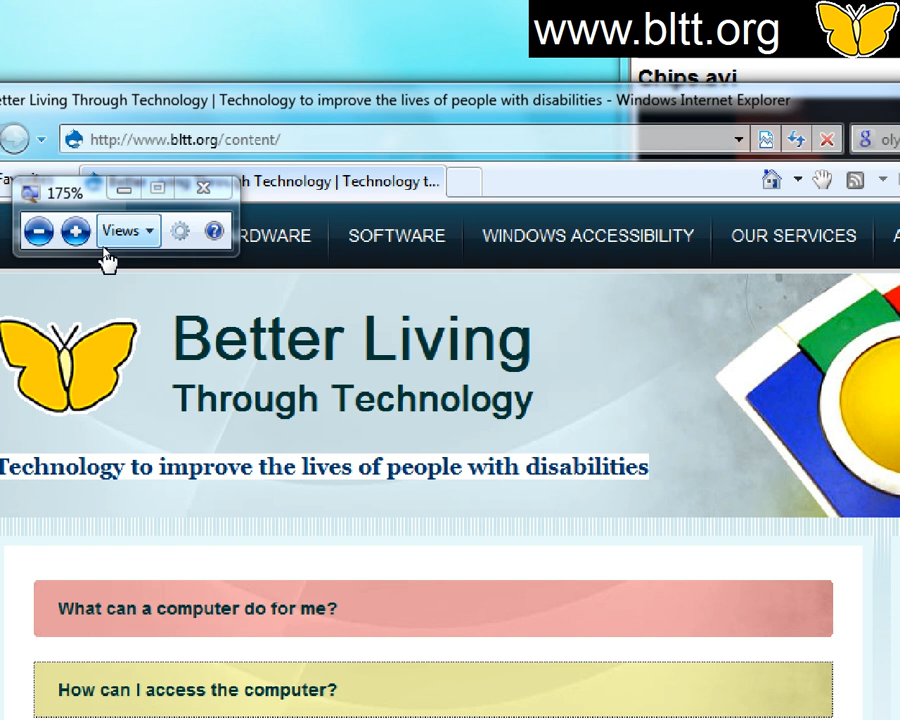 www.bltt.org
Chips.avi
etter Living Through Technology | Technology to improve the lives of people with disabilities - Windows Internet Explorer
http://www.bltt.org/content/
oly
h Technology | Technology t...
175%
Views
RDWARE
SOFTWARE
WINDOWS ACCESSIBILITY
OUR SERVICES
A
Better Living
Through Technology
Technology to improve the lives of people with disabilities
What can a computer do for me?
How can I access the computer?